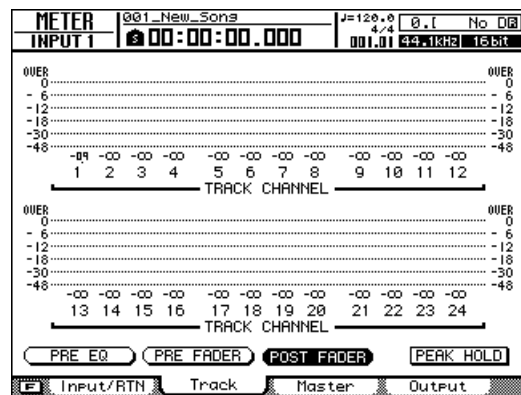 METER 001_New_Song ♩=120.0 0.[ No DB
INPUT 1 S 00:00:00.000 4/4 001.01 44.1kHz 16bit
OVER OVER
0 0
- 6 - 6
-12 -12
-18 -18
-30 -30
-48 -48
-09 -∞ -∞ -∞ -∞ -∞ -∞ -∞ -∞ -∞ -∞ -∞
1 2 3 4 5 6 7 8 9 10 11 12
TRACK CHANNEL
OVER OVER
0 0
- 6 - 6
-12 -12
-18 -18
-30 -30
-48 -48
-∞ -∞ -∞ -∞ -∞ -∞ -∞ -∞ -∞ -∞ -∞ -∞
13 14 15 16 17 18 19 20 21 22 23 24
TRACK CHANNEL
PRE EQ PRE FADER POST FADER PEAK HOLD
F Input/RTN Track Master Output